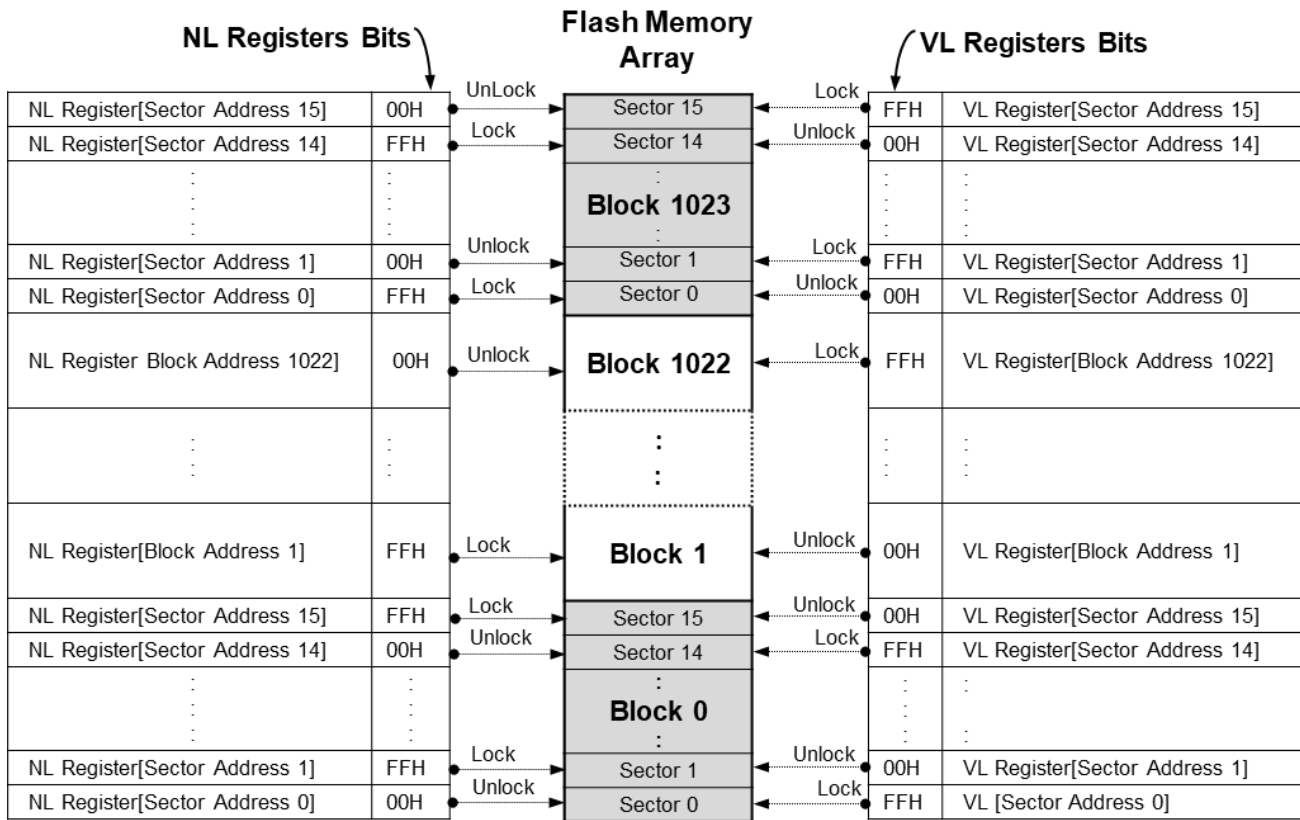 Flash Memory
Array
NL Registers Bits
VL Registers Bits
NL Register[Sector Address 15] 00H UnLock Sector 15 Lock FFH VL Register[Sector Address 15]
NL Register[Sector Address 14] FFH Lock Sector 14 Unlock 00H VL Register[Sector Address 14]
Block 1023
NL Register[Sector Address 1] 00H Unlock Sector 1 Lock FFH VL Register[Sector Address 1]
NL Register[Sector Address 0] FFH Lock Sector 0 Unlock 00H VL Register[Sector Address 0]
NL Register Block Address 1022] 00H Unlock Block 1022 Lock FFH VL Register[Block Address 1022]
NL Register[Block Address 1] FFH Lock Block 1 Unlock 00H VL Register[Block Address 1]
NL Register[Sector Address 15] FFH Lock Sector 15 Unlock 00H VL Register[Sector Address 15]
NL Register[Sector Address 14] 00H Unlock Sector 14 Lock FFH VL Register[Sector Address 14]
Block 0
NL Register[Sector Address 1] FFH Lock Sector 1 Unlock 00H VL Register[Sector Address 1]
NL Register[Sector Address 0] 00H Unlock Sector 0 Lock FFH VL [Sector Address 0]